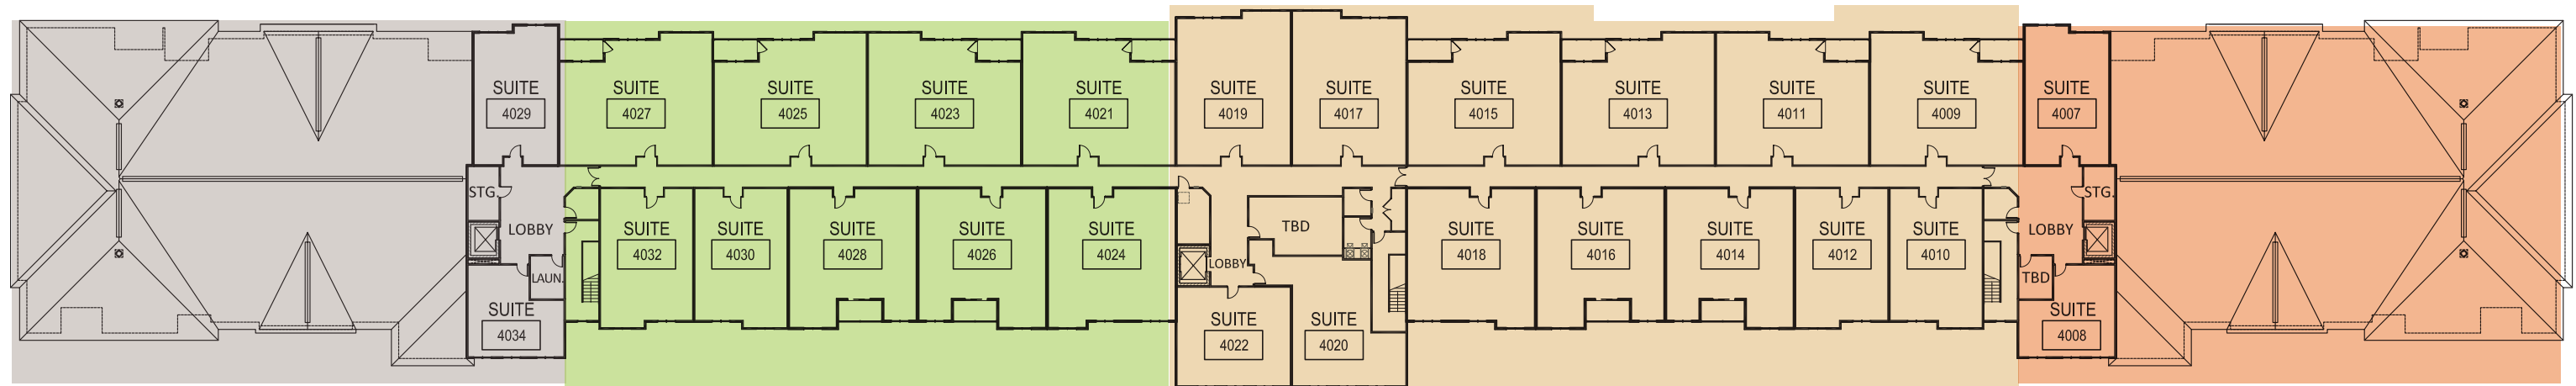 SUITE
4029
SUITE
4027
SUITE
4025
SUITE
4023
SUITE
4021
SUITE
4019
SUITE
4017
SUITE
4015
SUITE
4013
SUITE
4011
SUITE
4009
SUITE
4007
STG.
LOBBY
LAUN.
SUITE
4034
SUITE
4032
SUITE
4030
SUITE
4028
SUITE
4026
SUITE
4024
TBD
LOBBY
SUITE
4022
SUITE
4020
SUITE
4018
SUITE
4016
SUITE
4014
SUITE
4012
SUITE
4010
STG.
LOBBY
TBD
SUITE
4008